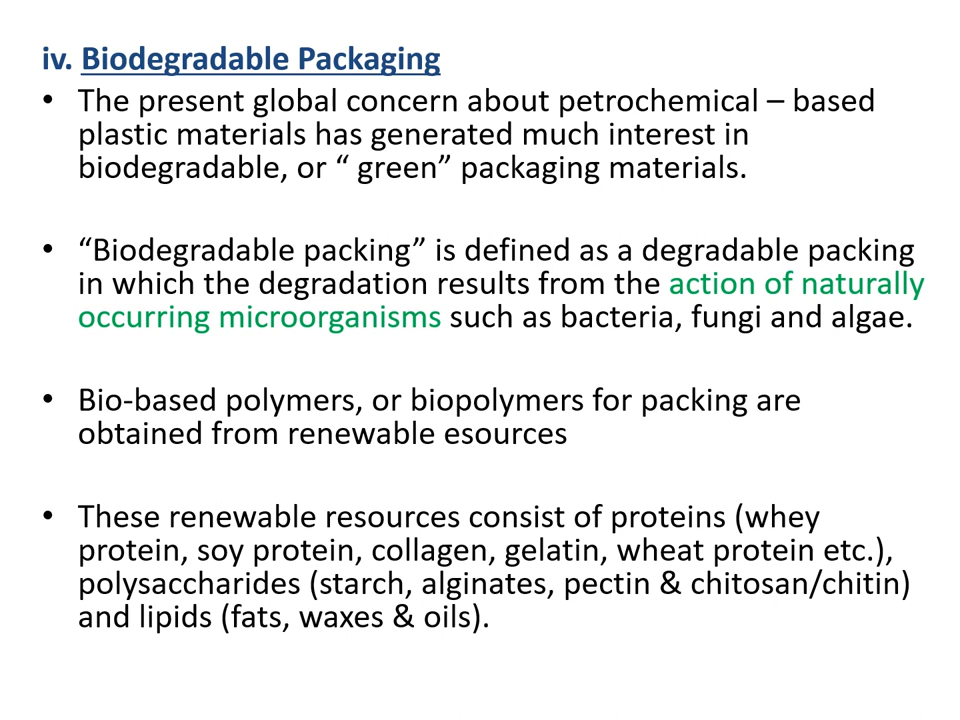 iv. Biodegradable Packaging
• The present global concern about petrochemical – based
plastic materials has generated much interest in
biodegradable, or “ green” packaging materials.
• “Biodegradable packing” is defined as a degradable packing
in which the degradation results from the action of naturally
occurring microorganisms such as bacteria, fungi and algae.
• Bio-based polymers, or biopolymers for packing are
obtained from renewable esources
• These renewable resources consist of proteins (whey
protein, soy protein, collagen, gelatin, wheat protein etc.),
polysaccharides (starch, alginates, pectin & chitosan/chitin)
and lipids (fats, waxes & oils).